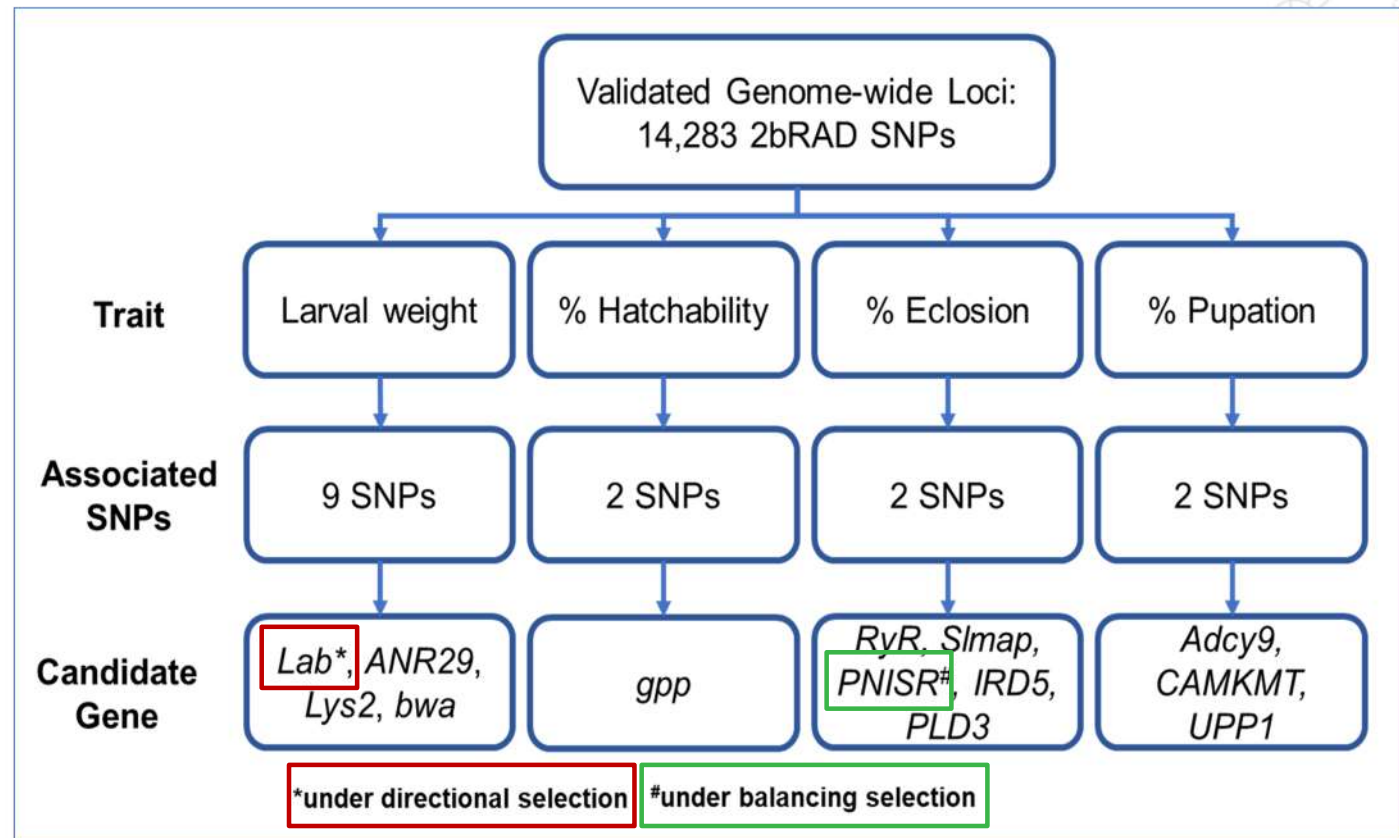 Validated Genome-wide Loci:
14,283 2bRAD SNPs
Trait
Larval weight
% Hatchability
% Eclosion
% Pupation
Associated
SNPs
9 SNPs
2 SNPs
2 SNPs
2 SNPs
Candidate
Gene
Lab*, ANR29,
Lys2, bwa
gpp
RyR, Slmap,
PNISR#, IRD5,
PLD3
Adcy9,
CAMKMT,
UPP1
*under directional selection
#under balancing selection